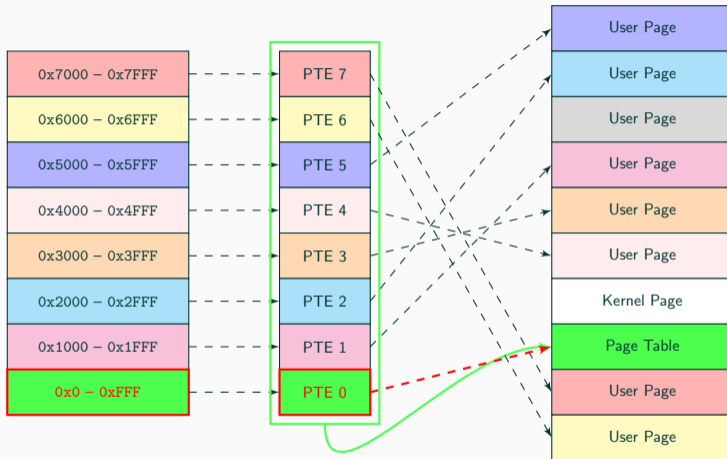 0x7000 – 0x7FFF
0x6000 – 0x6FFF
0x5000 – 0x5FFF
0x4000 – 0x4FFF
0x3000 – 0x3FFF
0x2000 – 0x2FFF
0x1000 – 0x1FFF
0x0 – 0xFFF
PTE 7
PTE 6
PTE 5
PTE 4
PTE 3
PTE 2
PTE 1
PTE 0
User Page
User Page
User Page
User Page
User Page
User Page
Kernel Page
Page Table
User Page
User Page